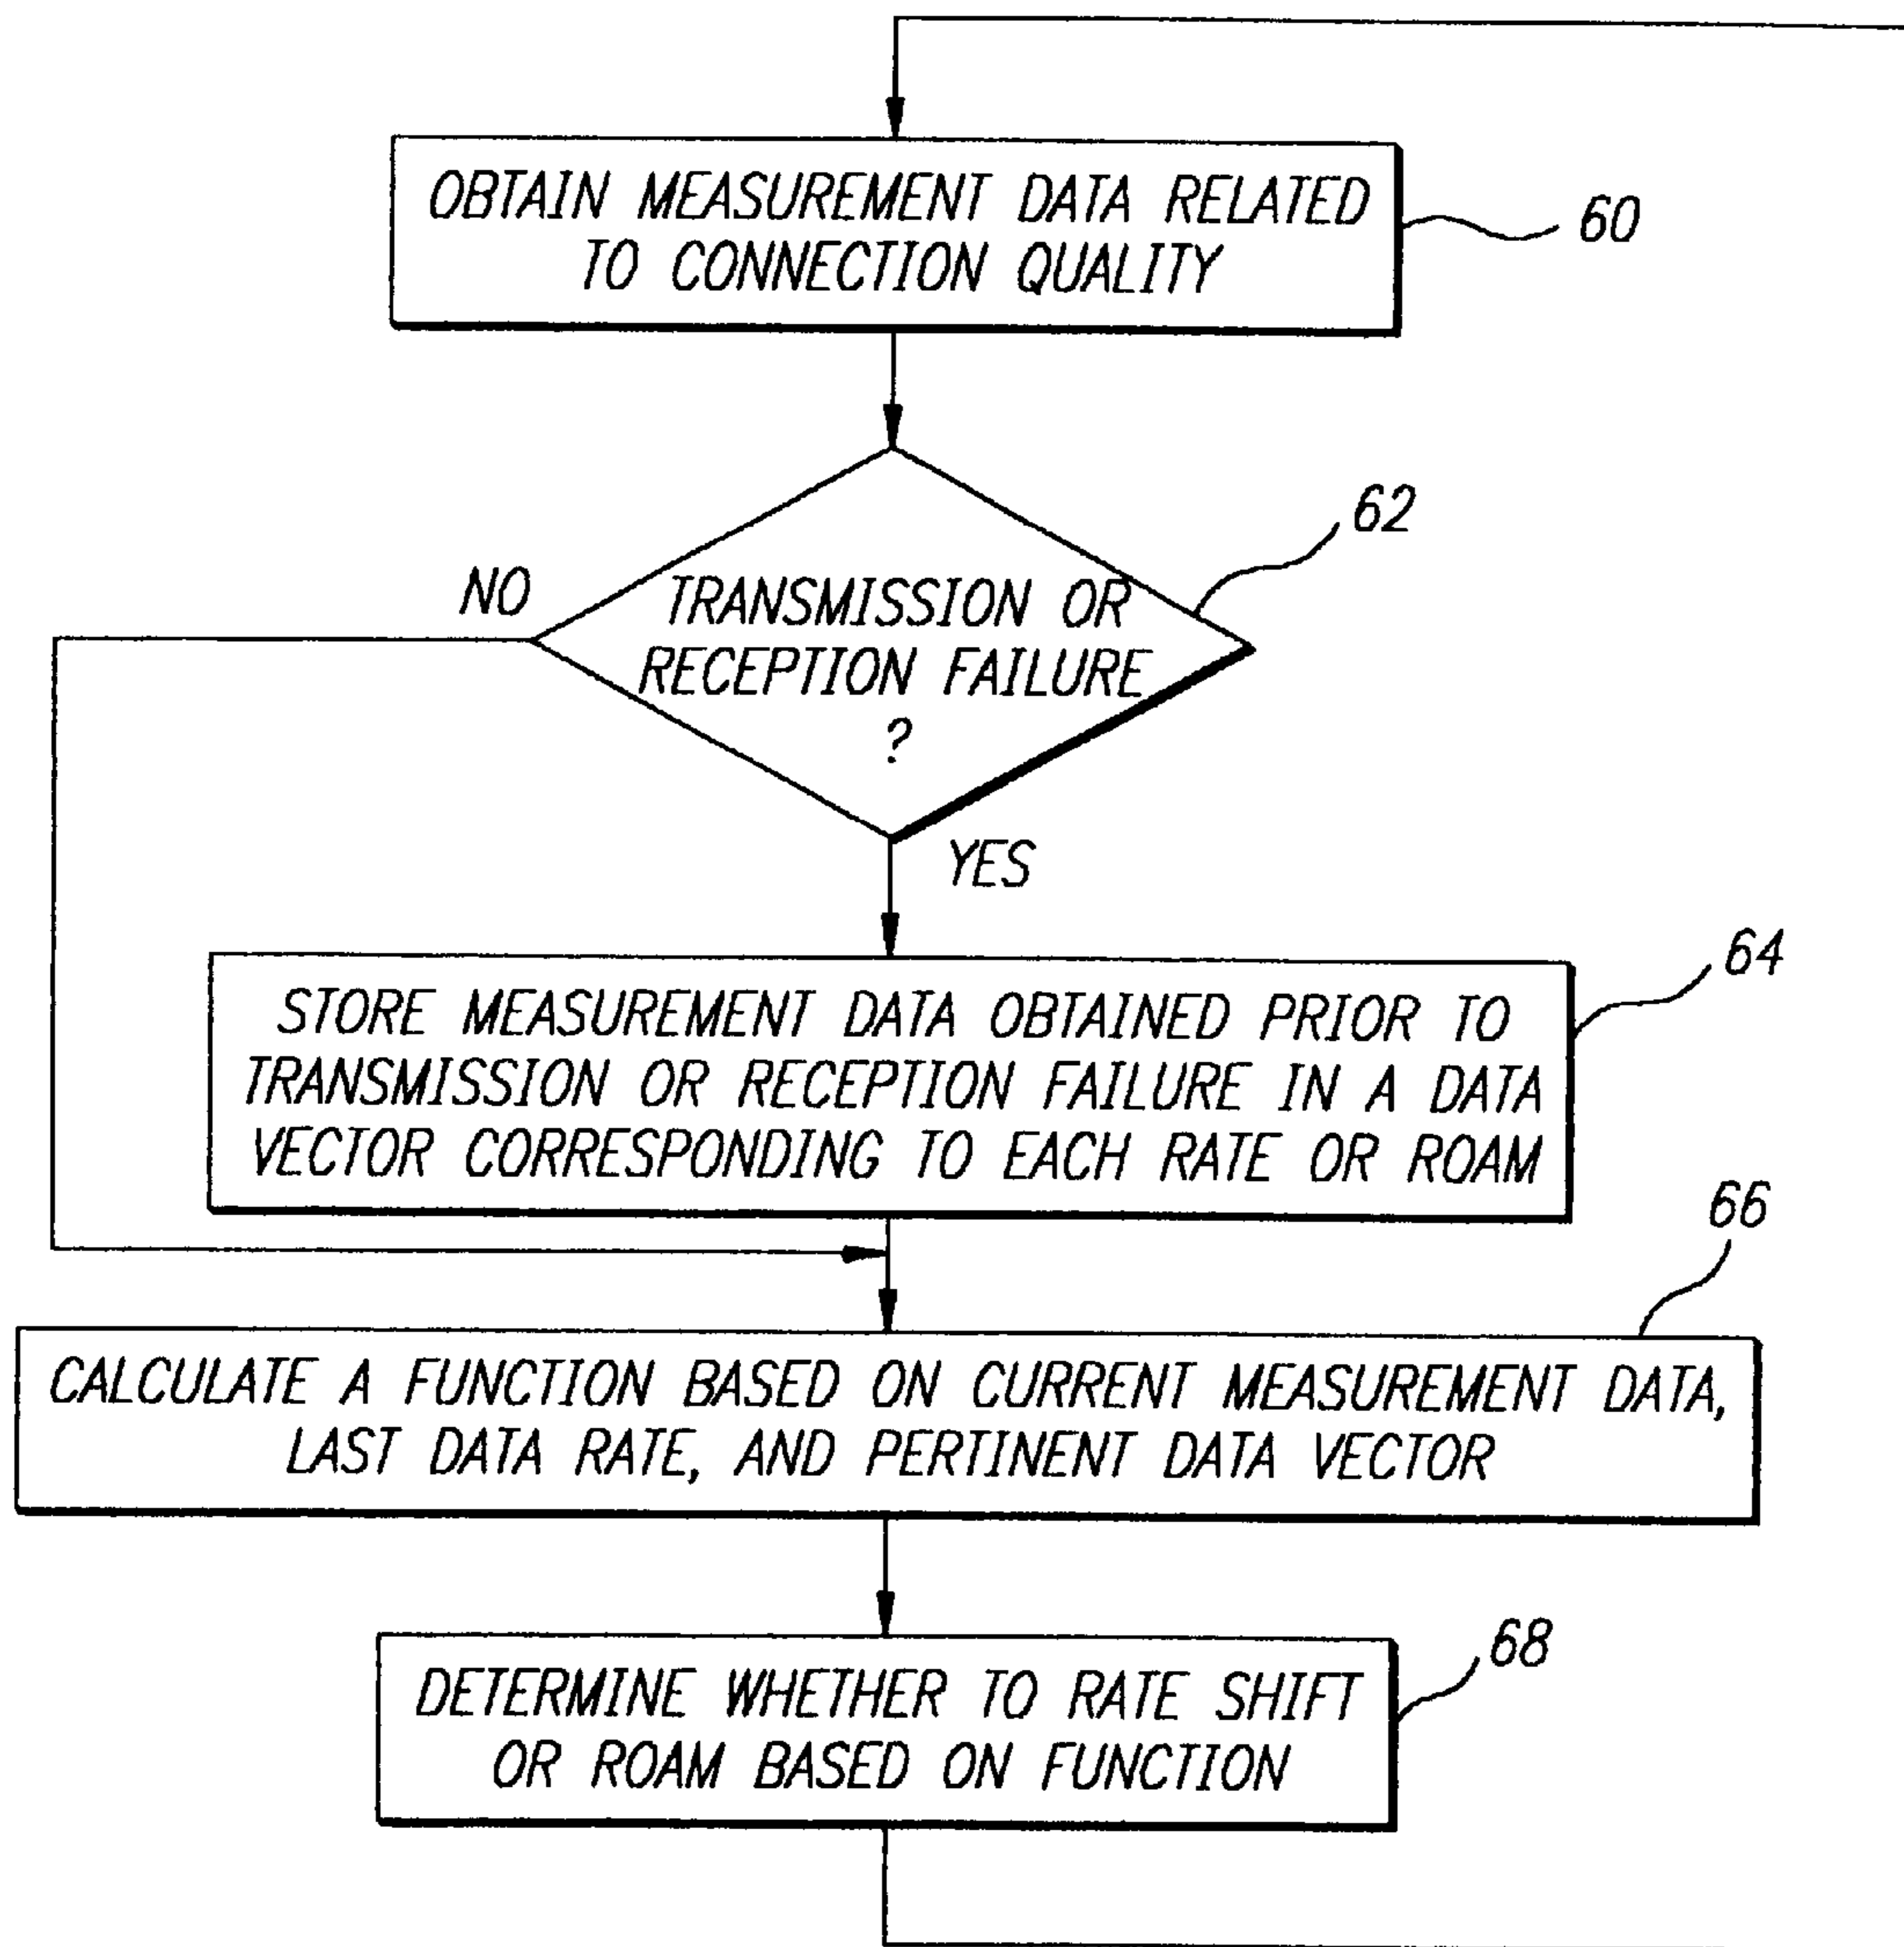 OBTAIN MEASUREMENT DATA RELATED
TO CONNECTION QUALITY
60
62
NO
TRANSMISSION OR
RECEPTION FAILURE
?
YES
64
STORE MEASUREMENT DATA OBTAINED PRIOR TO
TRANSMISSION OR RECEPTION FAILURE IN A DATA
VECTOR CORRESPONDING TO EACH RATE OR ROAM
66
CALCULATE A FUNCTION BASED ON CURRENT MEASUREMENT DATA,
LAST DATA RATE, AND PERTINENT DATA VECTOR
68
DETERMINE WHETHER TO RATE SHIFT
OR ROAM BASED ON FUNCTION